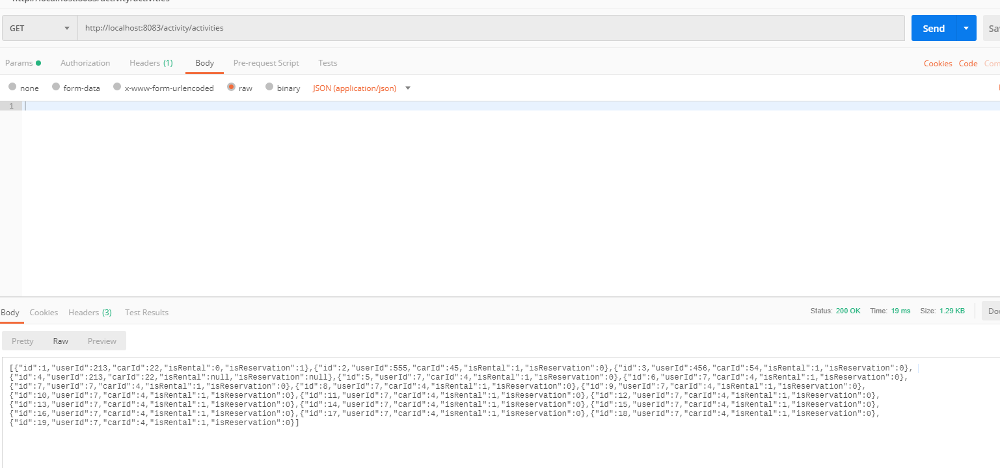 http://localhost:8083/activity/activities
GET
http://localhost:8083/activity/activities
Send
Params
Authorization
Headers (1)
Body
Pre-request Script
Tests
Cookies
Code
none
form-data
x-www-form-urlencoded
raw
binary
JSON (application/json)
1
Body
Cookies
Headers (3)
Test Results
Status: 200 OK
Time: 19 ms
Size: 1.29 KB
Pretty
Raw
Preview
[{"id":1,"userId":213,"carId":22,"isRental":0,"isReservation":1},{"id":2,"userId":555,"carId":45,"isRental":1,"isReservation":0},{"id":3,"userId":456,"carId":54,"isRental":1,"isReservation":0},
{"id":4,"userId":213,"carId":22,"isRental":null,"isReservation":null},{"id":5,"userId":7,"carId":4,"isRental":1,"isReservation":0},{"id":6,"userId":7,"carId":4,"isRental":1,"isReservation":0},
{"id":7,"userId":7,"carId":4,"isRental":1,"isReservation":0},{"id":8,"userId":7,"carId":4,"isRental":1,"isReservation":0},{"id":9,"userId":7,"carId":4,"isRental":1,"isReservation":0},
{"id":10,"userId":7,"carId":4,"isRental":1,"isReservation":0},{"id":11,"userId":7,"carId":4,"isRental":1,"isReservation":0},{"id":12,"userId":7,"carId":4,"isRental":1,"isReservation":0},
{"id":13,"userId":7,"carId":4,"isRental":1,"isReservation":0},{"id":14,"userId":7,"carId":4,"isRental":1,"isReservation":0},{"id":15,"userId":7,"carId":4,"isRental":1,"isReservation":0},
{"id":16,"userId":7,"carId":4,"isRental":1,"isReservation":0},{"id":17,"userId":7,"carId":4,"isRental":1,"isReservation":0},{"id":18,"userId":7,"carId":4,"isRental":1,"isReservation":0},
{"id":19,"userId":7,"carId":4,"isRental":1,"isReservation":0}]